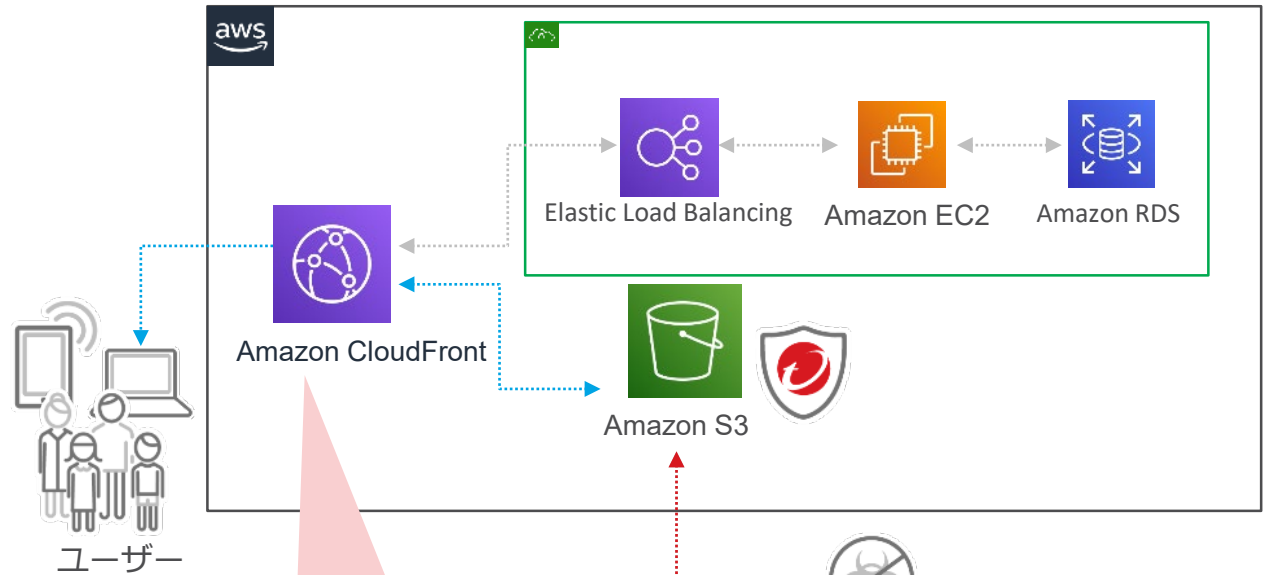 aws
Elastic Load Balancing
Amazon EC2
Amazon RDS
Amazon CloudFront
Amazon S3
ユーザー